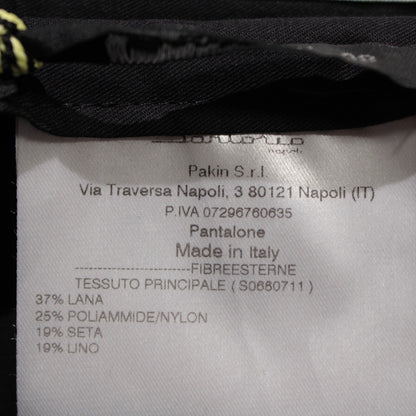 napoli
Pakin S.r.l.
Via Traversa Napoli, 3 80121 Napoli (IT)
P.IVA 07296760635
Pantalone
Made in Italy
------------------------FIBREESTERNE
TESSUTO PRINCIPALE ( S0680711 )
37% LANA
25% POLIAMMIDE/NYLON
19% SETA
19% LINO